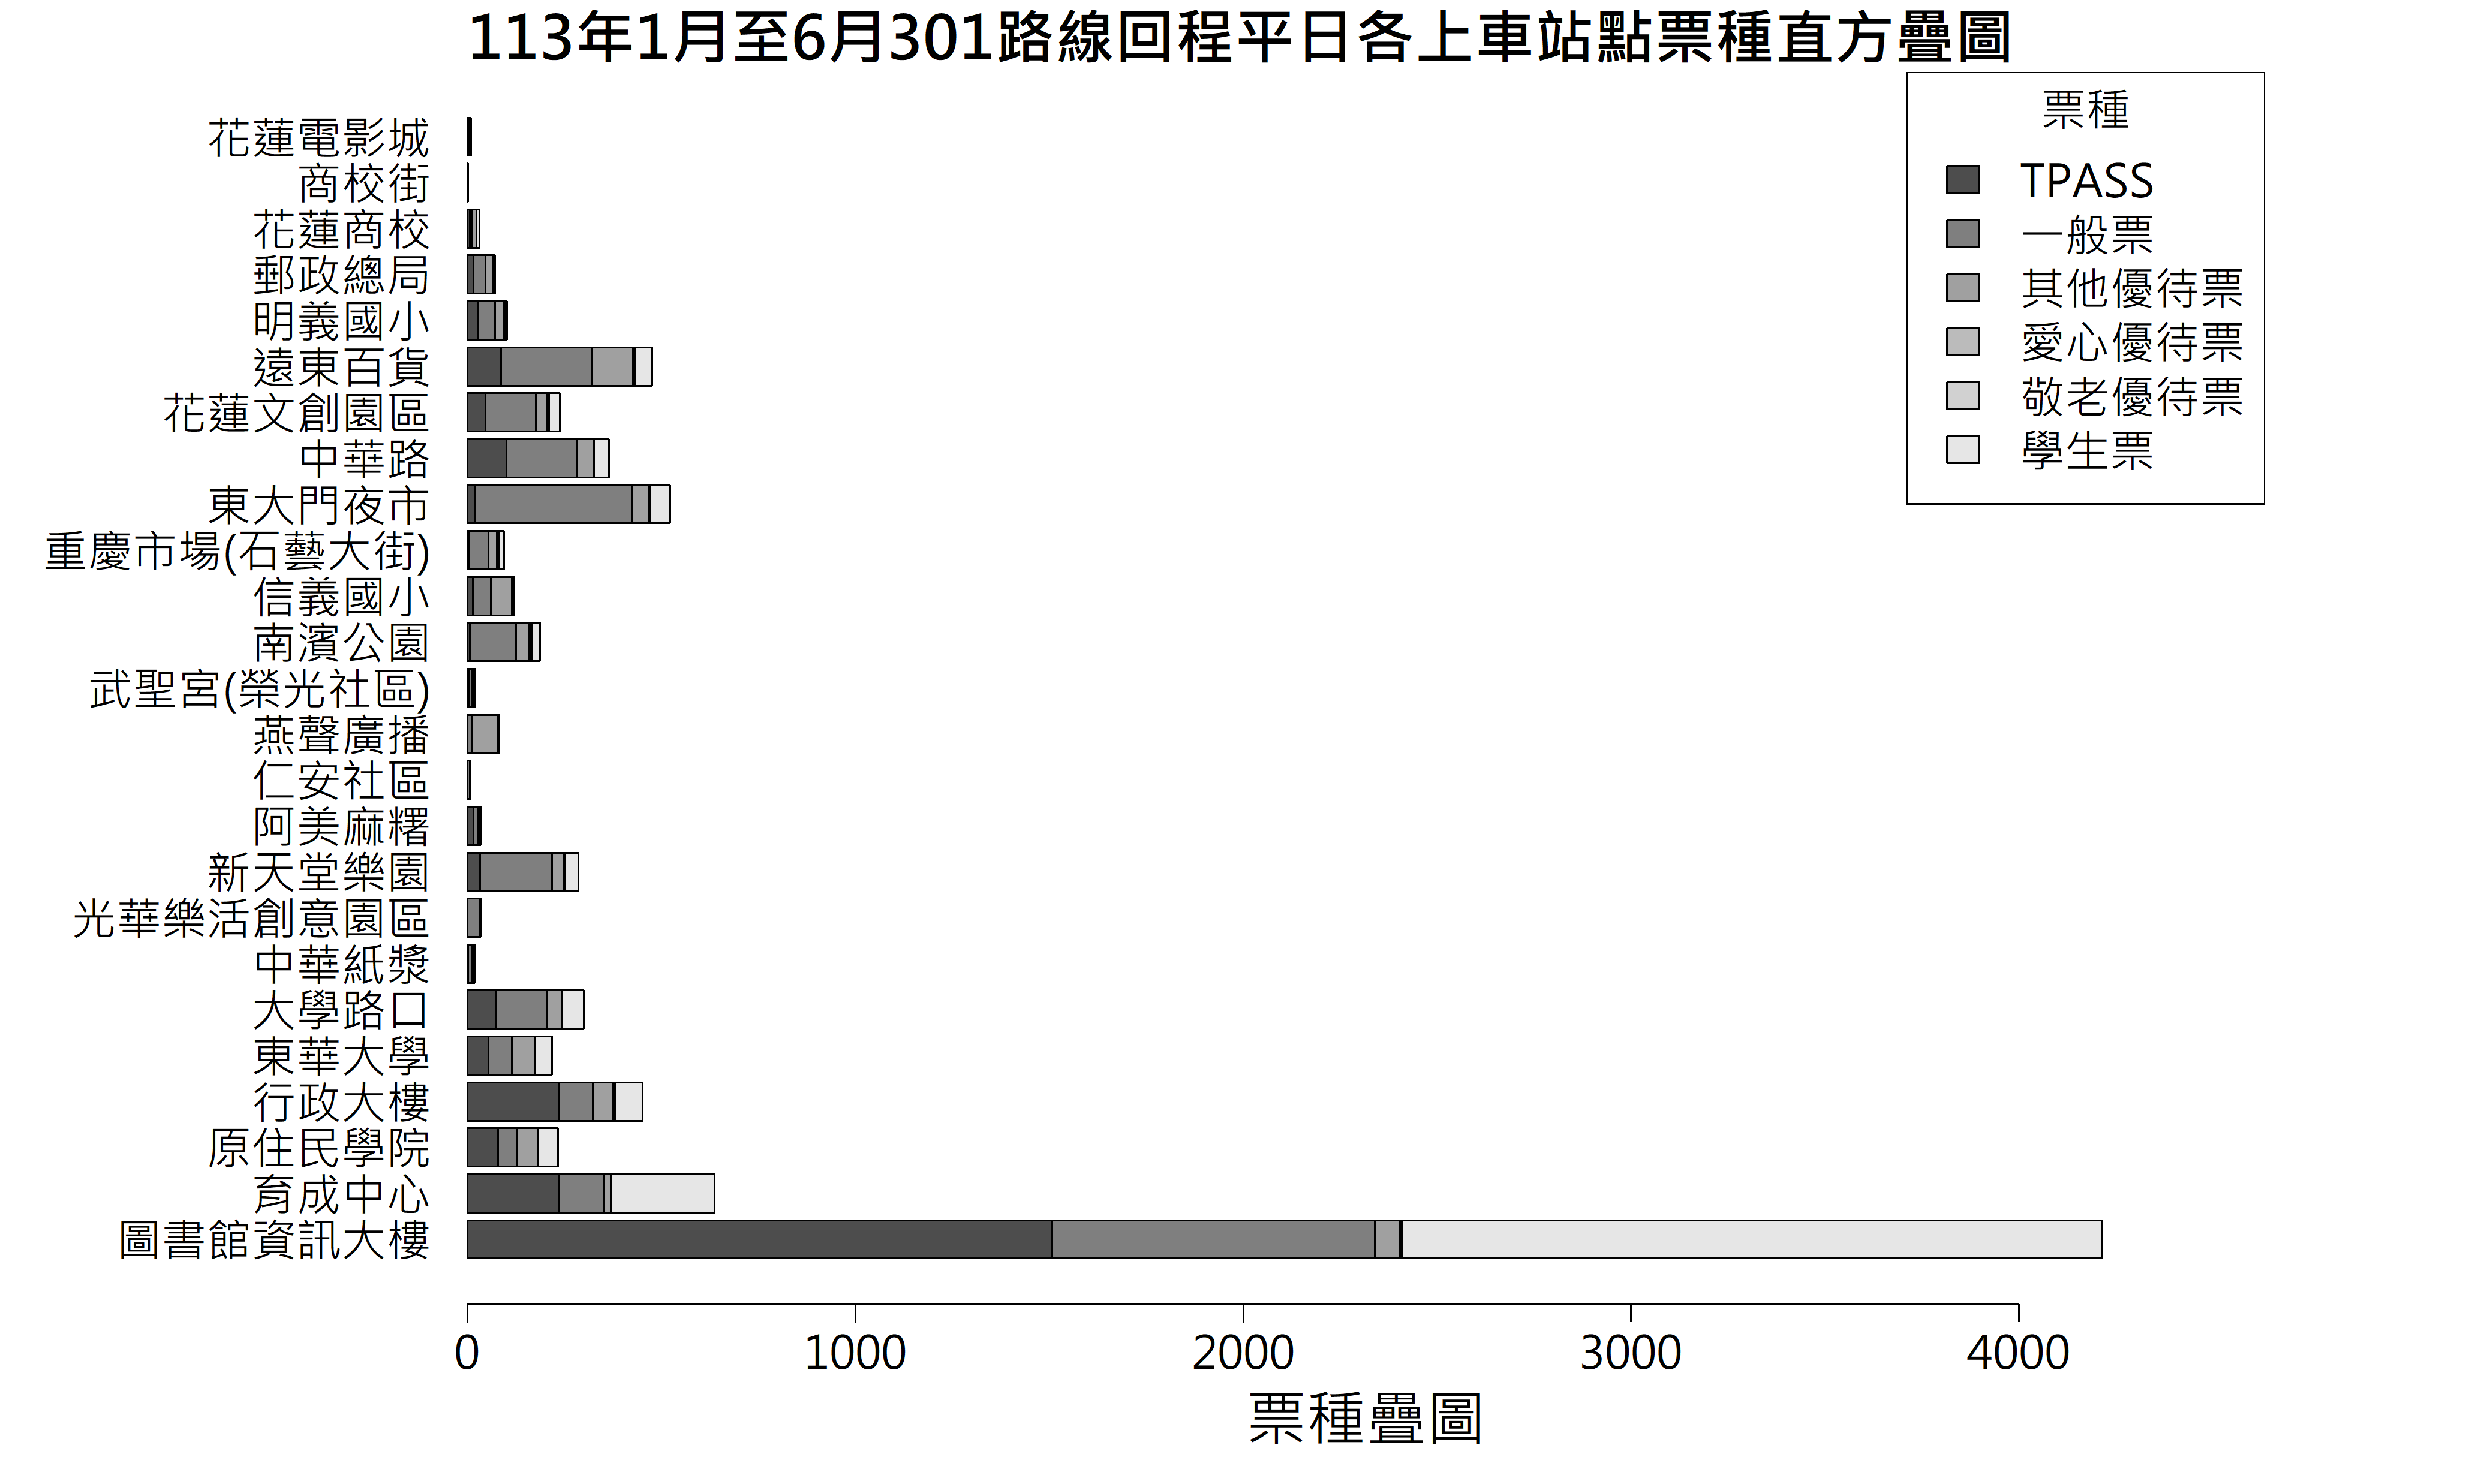 113年1月至6月301路線回程平日各上車站點票種直方疊圖
票種
TPASS
一般票
其他優待票
愛心優待票
敬老優待票
學生票
花蓮電影城
商校街
花蓮商校
郵政總局
明義國小
遠東百貨
花蓮文創園區
中華路
東大門夜市
重慶市場(石藝大街)
信義國小
南濱公園
武聖宮(榮光社區)
燕聲廣播
仁安社區
阿美麻糬
新天堂樂園
光華樂活創意園區
中華紙漿
大學路口
東華大學
行政大樓
原住民學院
育成中心
圖書館資訊大樓
0 1000 2000 3000 4000
票種疊圖